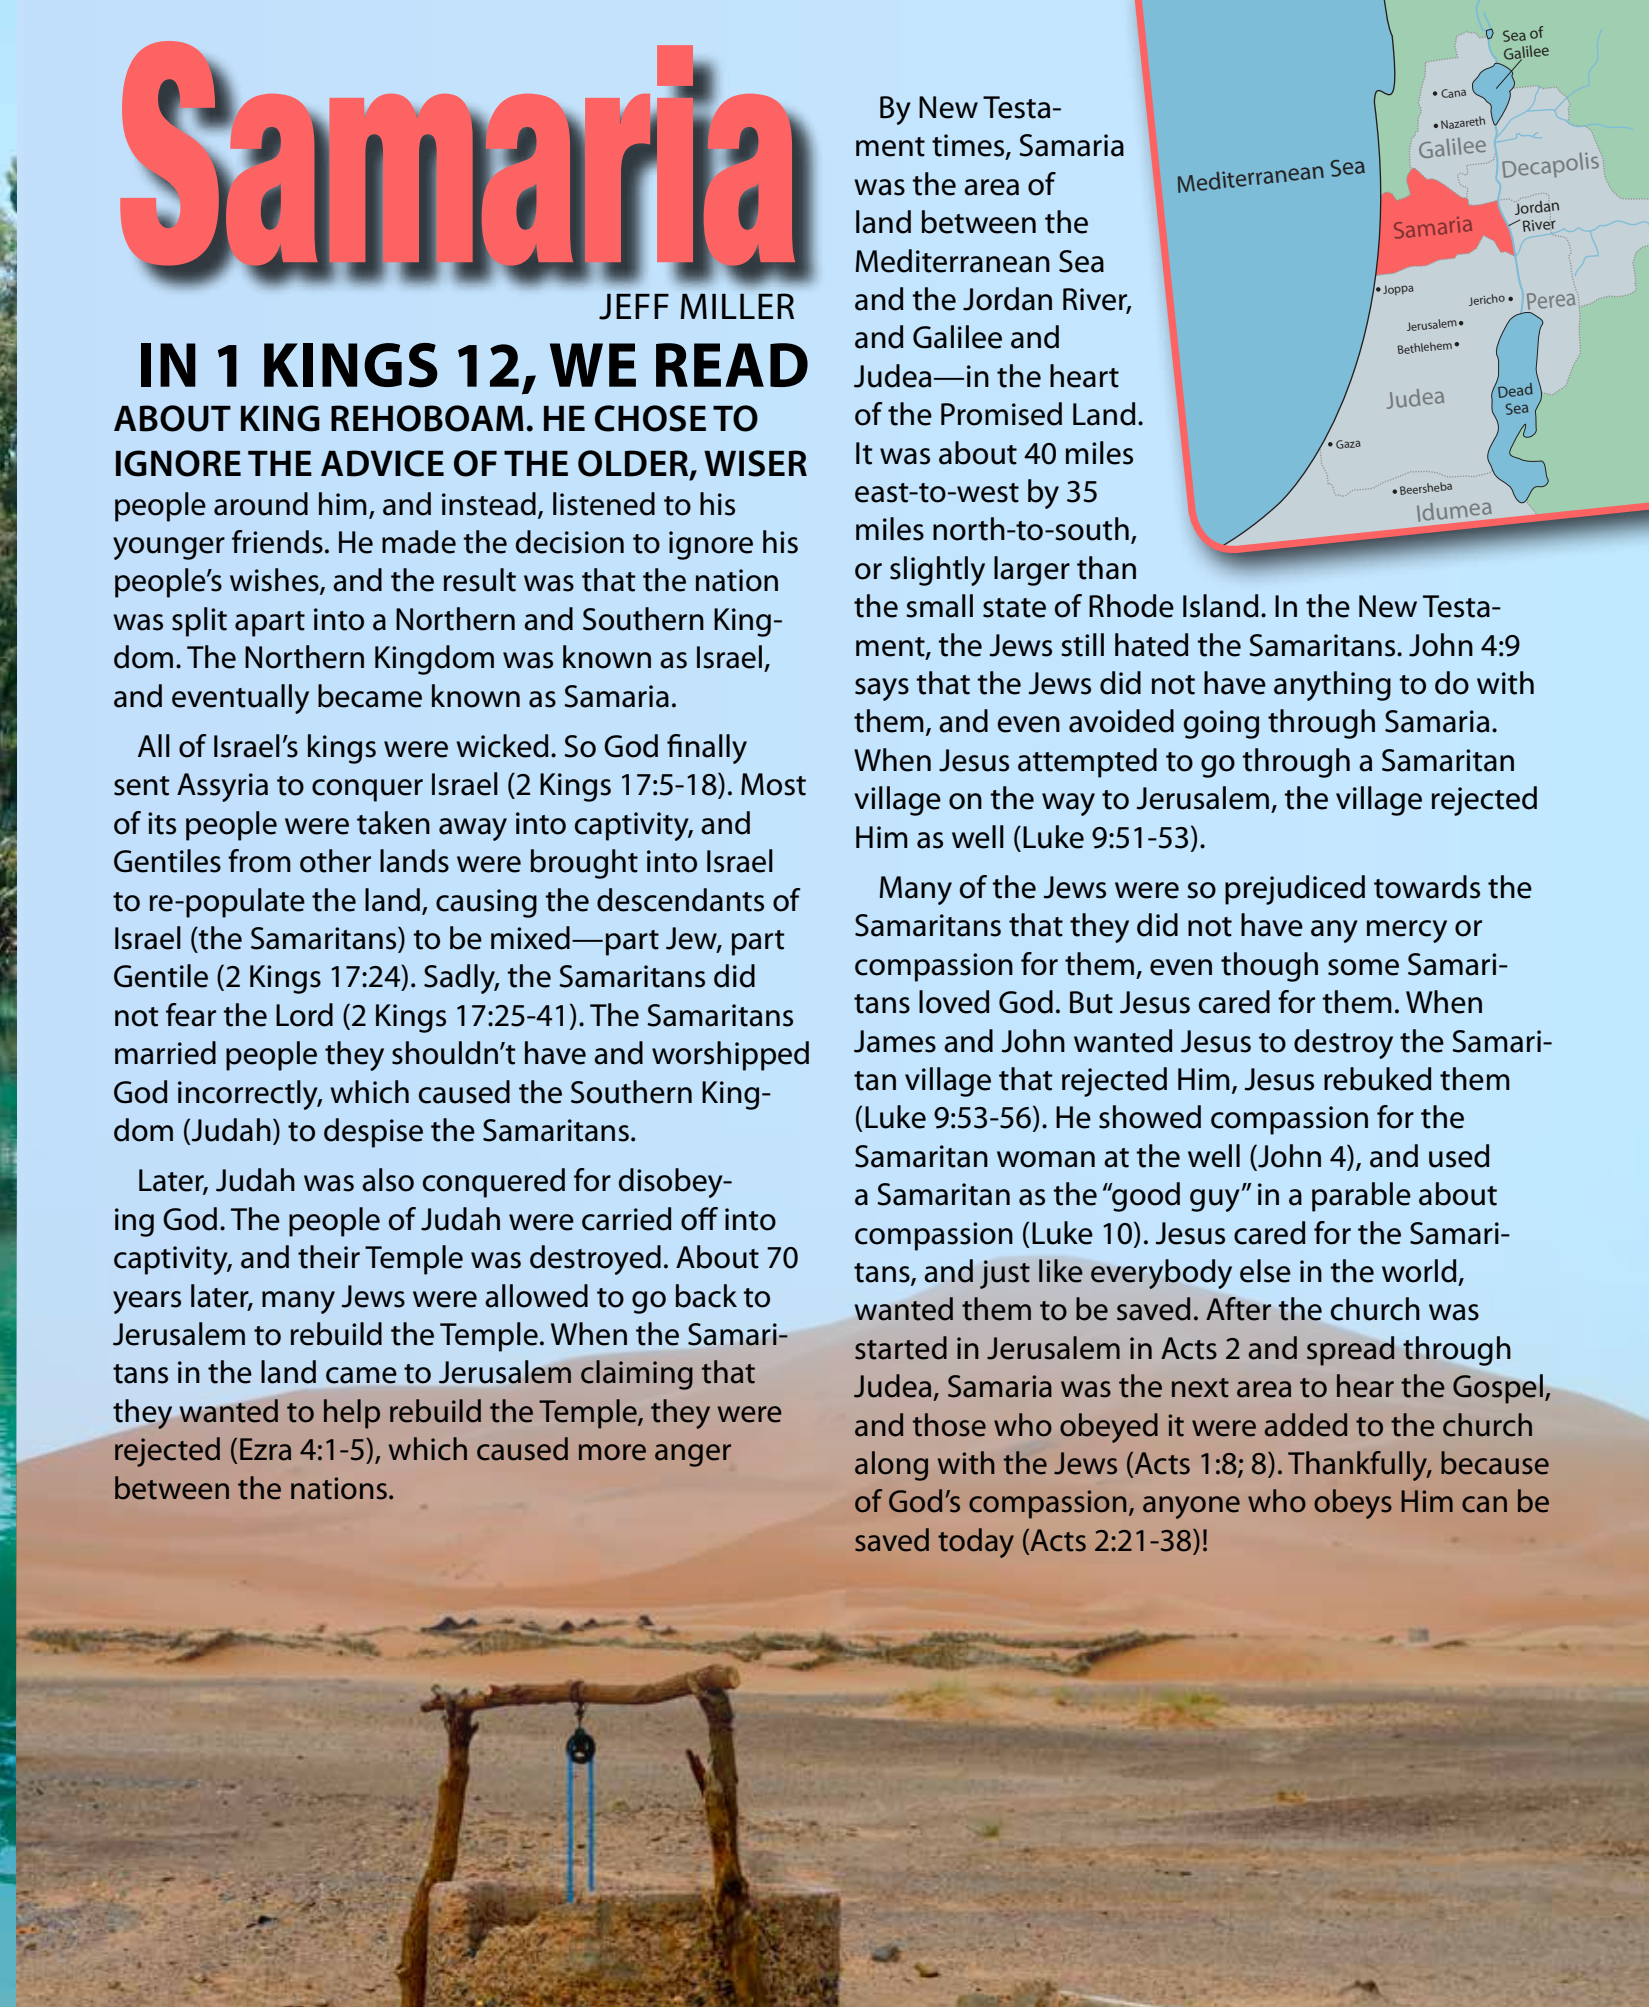 Samaria
JEFF MILLER
IN 1 KINGS 12, WE READ
ABOUT KING REHOBOAM. HE CHOSE TO
IGNORE THE ADVICE OF THE OLDER, WISER
people around him, and instead, listened to his
younger friends. He made the decision to ignore his
people's wishes, and the result was that the nation
was split apart into a Northern and Southern King-
dom. The Northern Kingdom was known as Israel,
and eventually became known as Samaria.
All of Israel's kings were wicked. So God finally
sent Assyria to conquer Israel (2 Kings 17:5-18). Most
of its people were taken away into captivity, and
Gentiles from other lands were brought into Israel
to re-populate the land, causing the descendants of
Israel (the Samaritans) to be mixed—part Jew, part
Gentile (2 Kings 17:24). Sadly, the Samaritans did
not fear the Lord (2 Kings 17:25-41). The Samaritans
married people they shouldn't have and worshipped
God incorrectly, which caused the Southern King-
dom (Judah) to despise the Samaritans.
Later, Judah was also conquered for disobey-
ing God. The people of Judah were carried off into
captivity, and their Temple was destroyed. About 70
years later, many Jews were allowed to go back to
Jerusalem to rebuild the Temple. When the Samari-
tans in the land came to Jerusalem claiming that
they wanted to help rebuild the Temple, they were
rejected (Ezra 4:1-5), which caused more anger
between the nations.
By New Testa-
ment times, Samaria
was the area of
land between the
Mediterranean Sea
and the Jordan River,
and Galilee and
Judea—in the heart
of the Promised Land.
It was about 40 miles
east-to-west by 35
miles north-to-south,
or slightly larger than
the small state of Rhode Island. In the New Testa-
ment, the Jews still hated the Samaritans. John 4:9
says that the Jews did not have anything to do with
them, and even avoided going through Samaria.
When Jesus attempted to go through a Samaritan
village on the way to Jerusalem, the village rejected
Him as well (Luke 9:51-53).
Many of the Jews were so prejudiced towards the
Samaritans that they did not have any mercy or
compassion for them, even though some Samari-
tans loved God. But Jesus cared for them. When
James and John wanted Jesus to destroy the Samari-
tan village that rejected Him, Jesus rebuked them
(Luke 9:53-56). He showed compassion for the
Samaritan woman at the well (John 4), and used
a Samaritan as the "good guy" in a parable about
compassion (Luke 10). Jesus cared for the Samari-
tans, and just like everybody else in the world,
wanted them to be saved. After the church was
started in Jerusalem in Acts 2 and spread through
Judea, Samaria was the next area to hear the Gospel,
and those who obeyed it were added to the church
along with the Jews (Acts 1:8; 8). Thankfully, because
of God's compassion, anyone who obeys Him can be
saved today (Acts 2:21-38)!
Sea of
Galilee
Cana
Nazareth
Galilee
Decapolis
Mediterranean Sea
Samaria
Jordan
River
Joppa
Jericho
Perea
Jerusalem
Bethlehem
Judea
Dead
Sea
Gaza
Beersheba
Idumea